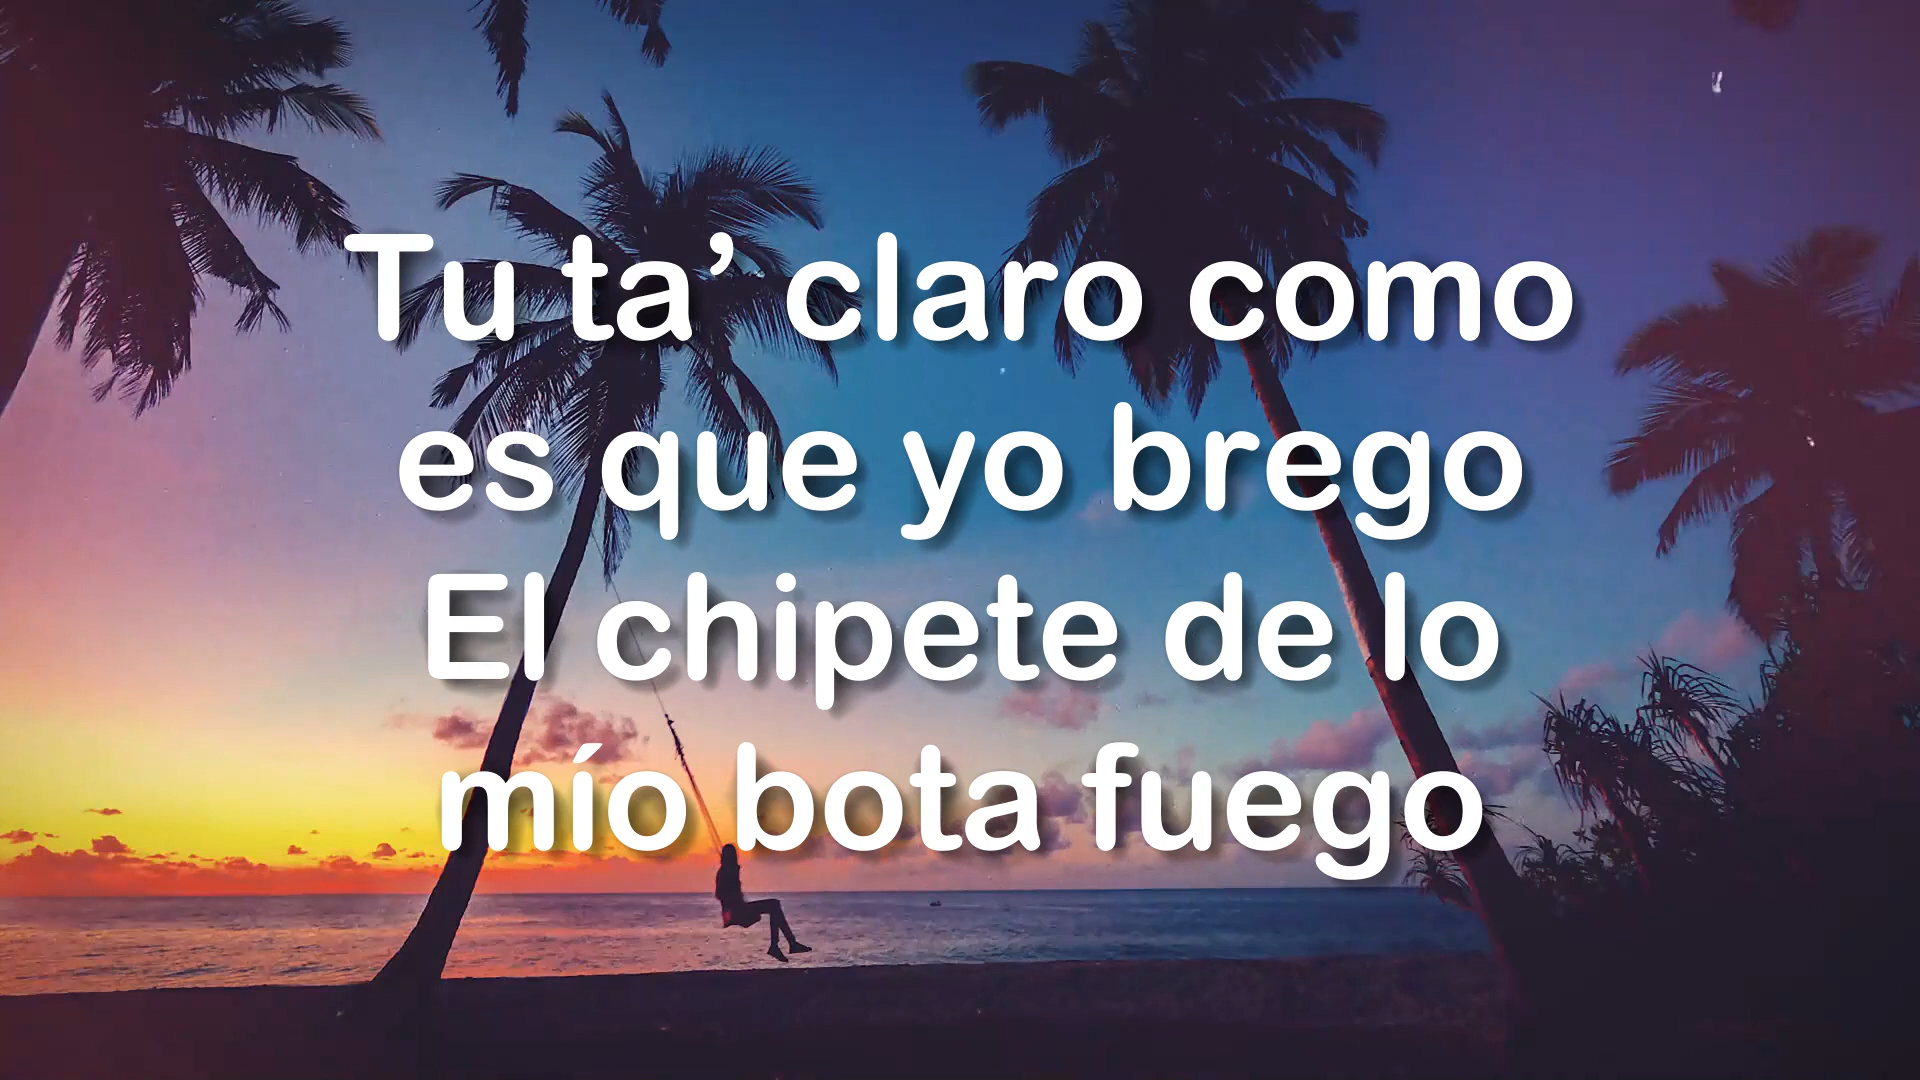 Tu ta’ claro como
es que yo brego
El chipete de lo
mío bota fuego